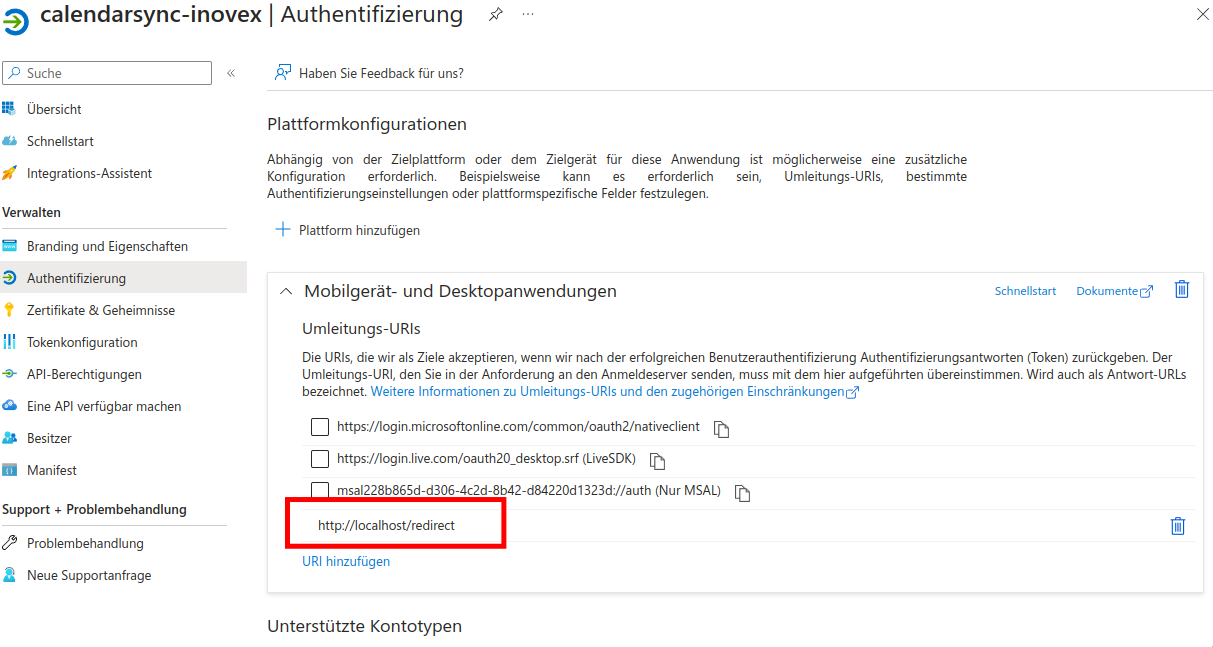 calendarsync-inovex | Authentifizierung
Suche
Haben Sie Feedback für uns?
Übersicht
Schnellstart
Integrations-Assistent
Verwalten
Branding und Eigenschaften
Authentifizierung
Zertifikate & Geheimnisse
Tokenkonfiguration
API-Berechtigungen
Eine API verfügbar machen
Besitzer
Manifest
Support + Problembehandlung
Problembehandlung
Neue Supportanfrage
Plattformkonfigurationen
Abhängig von der Zielplattform oder dem Zielgerät für diese Anwendung ist möglicherweise eine zusätzliche
Konfiguration erforderlich. Beispielsweise kann es erforderlich sein, Umleitungs-URIs, bestimmte
Authentifizierungseinstellungen oder plattformspezifische Felder festzulegen.
Plattform hinzufügen
Mobilgerät- und Desktopanwendungen
Schnellstart
Dokumente
Umleitungs-URIs
Die URIs, die wir als Ziele akzeptieren, wenn wir nach der erfolgreichen Benutzerauthentifizierung Authentifizierungsantworten (Token) zurückgeben. Der
Umleitungs-URI, den Sie in der Anforderung an den Anmeldeserver senden, muss mit dem hier aufgeführten übereinstimmen. Wird auch als Antwort-URLs
bezeichnet. Weitere Informationen zu Umleitungs-URIs und den zugehörigen Einschränkungen
https://login.microsoftonline.com/common/oauth2/nativeclient
https://login.live.com/oauth20_desktop.srf (LiveSDK)
msal228b865d-d306-4c2d-8b42-d84220d1323d://auth (Nur MSAL)
http://localhost/redirect
URI hinzufügen
Unterstützte Kontotypen